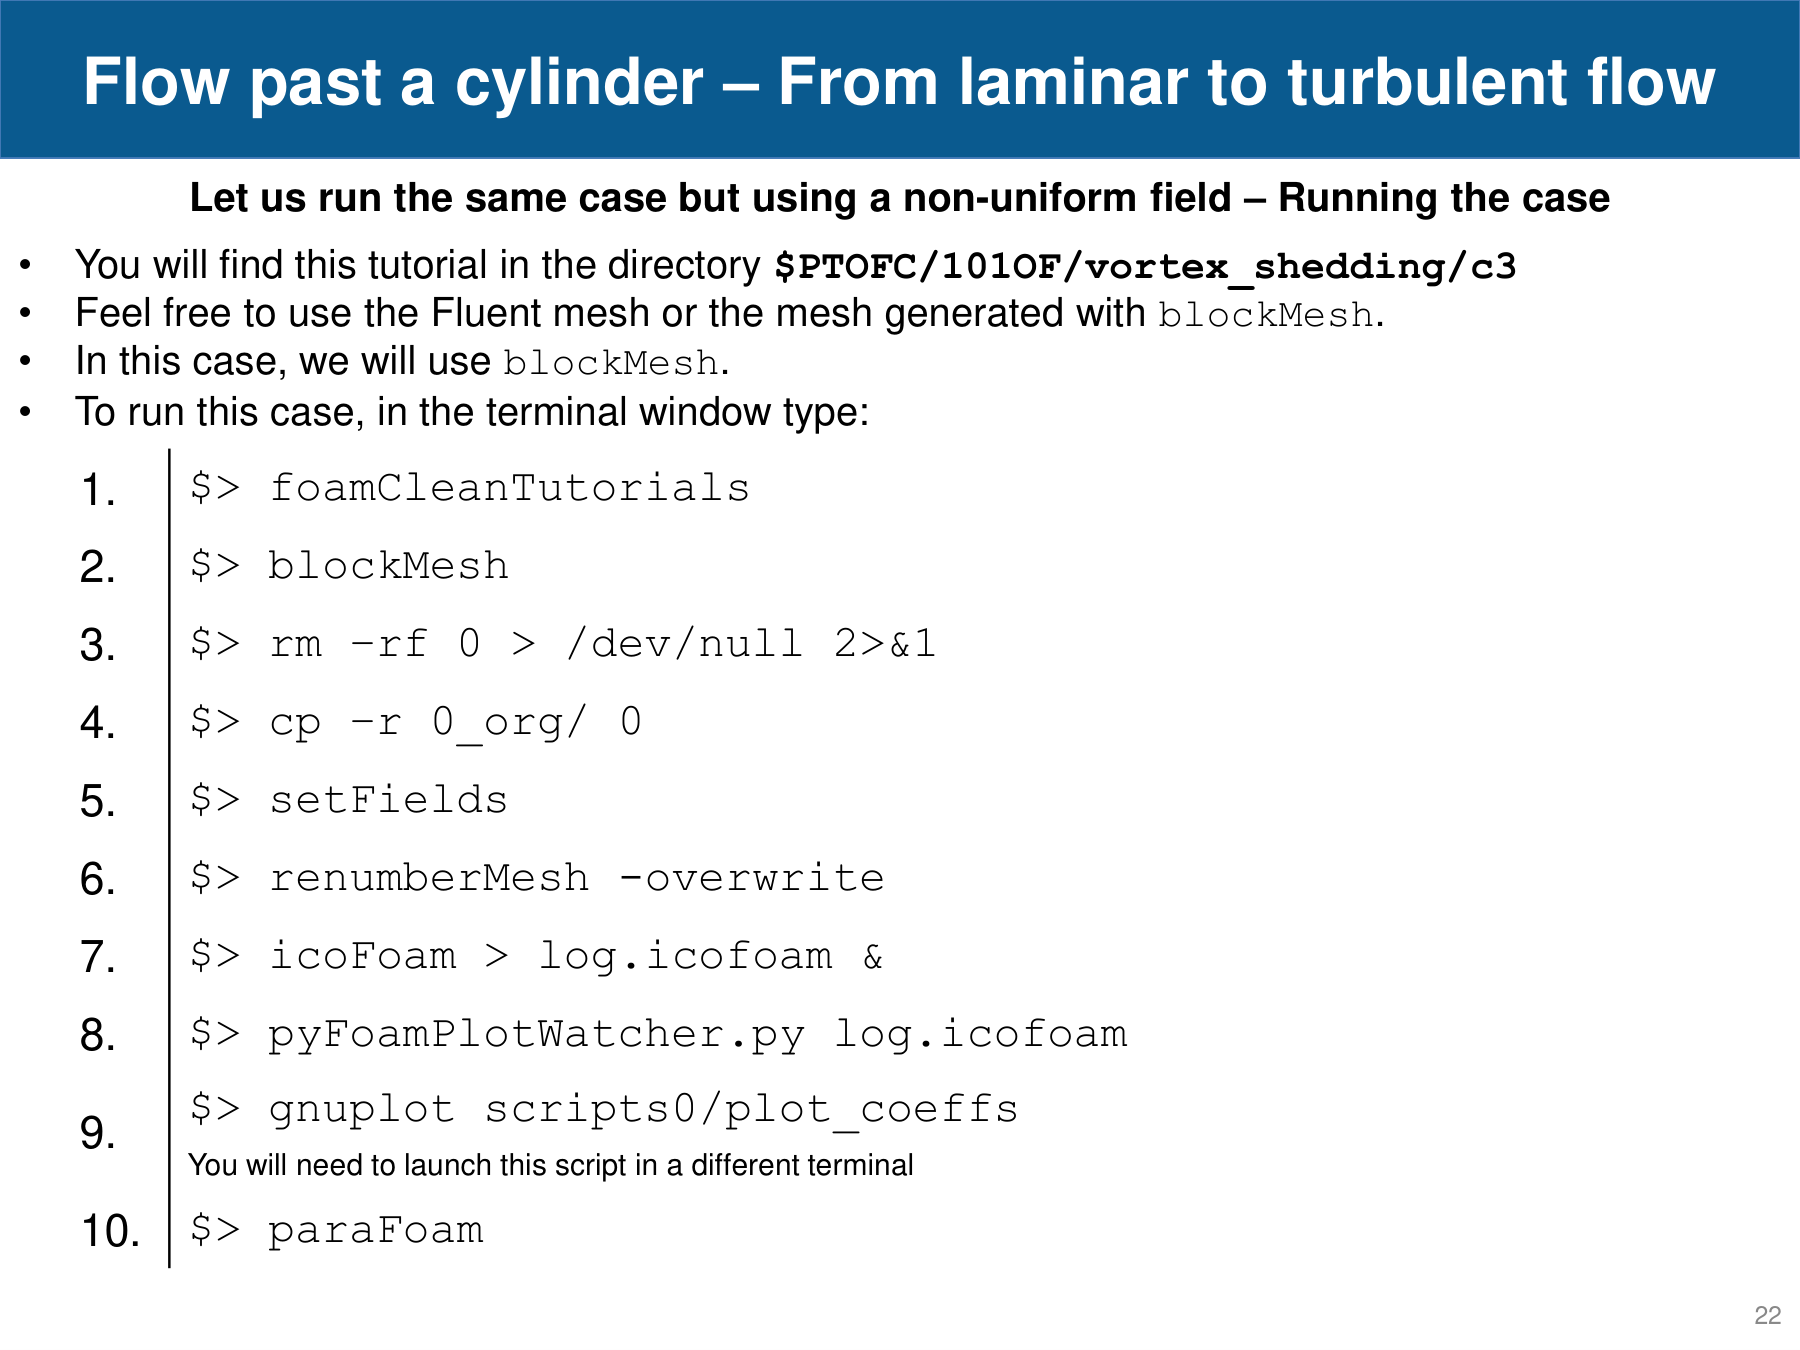 Flow past a cylinder – From laminar to turbulent flow
Let us run the same case but using a non-uniform field – Running the case
• You will find this tutorial in the directory $PTOFC/101OF/vortex_shedding/c3
• Feel free to use the Fluent mesh or the mesh generated with blockMesh.
• In this case, we will use blockMesh.
• To run this case, in the terminal window type:
1. $> foamCleanTutorials
2. $> blockMesh
3. $> rm –rf 0 > /dev/null 2>&1
4. $> cp –r 0_org/ 0
5. $> setFields
6. $> renumberMesh -overwrite
7. $> icoFoam > log.icofoam &
8. $> pyFoamPlotWatcher.py log.icofoam
9. $> gnuplot scripts0/plot_coeffs
You will need to launch this script in a different terminal
10. $> paraFoam
22